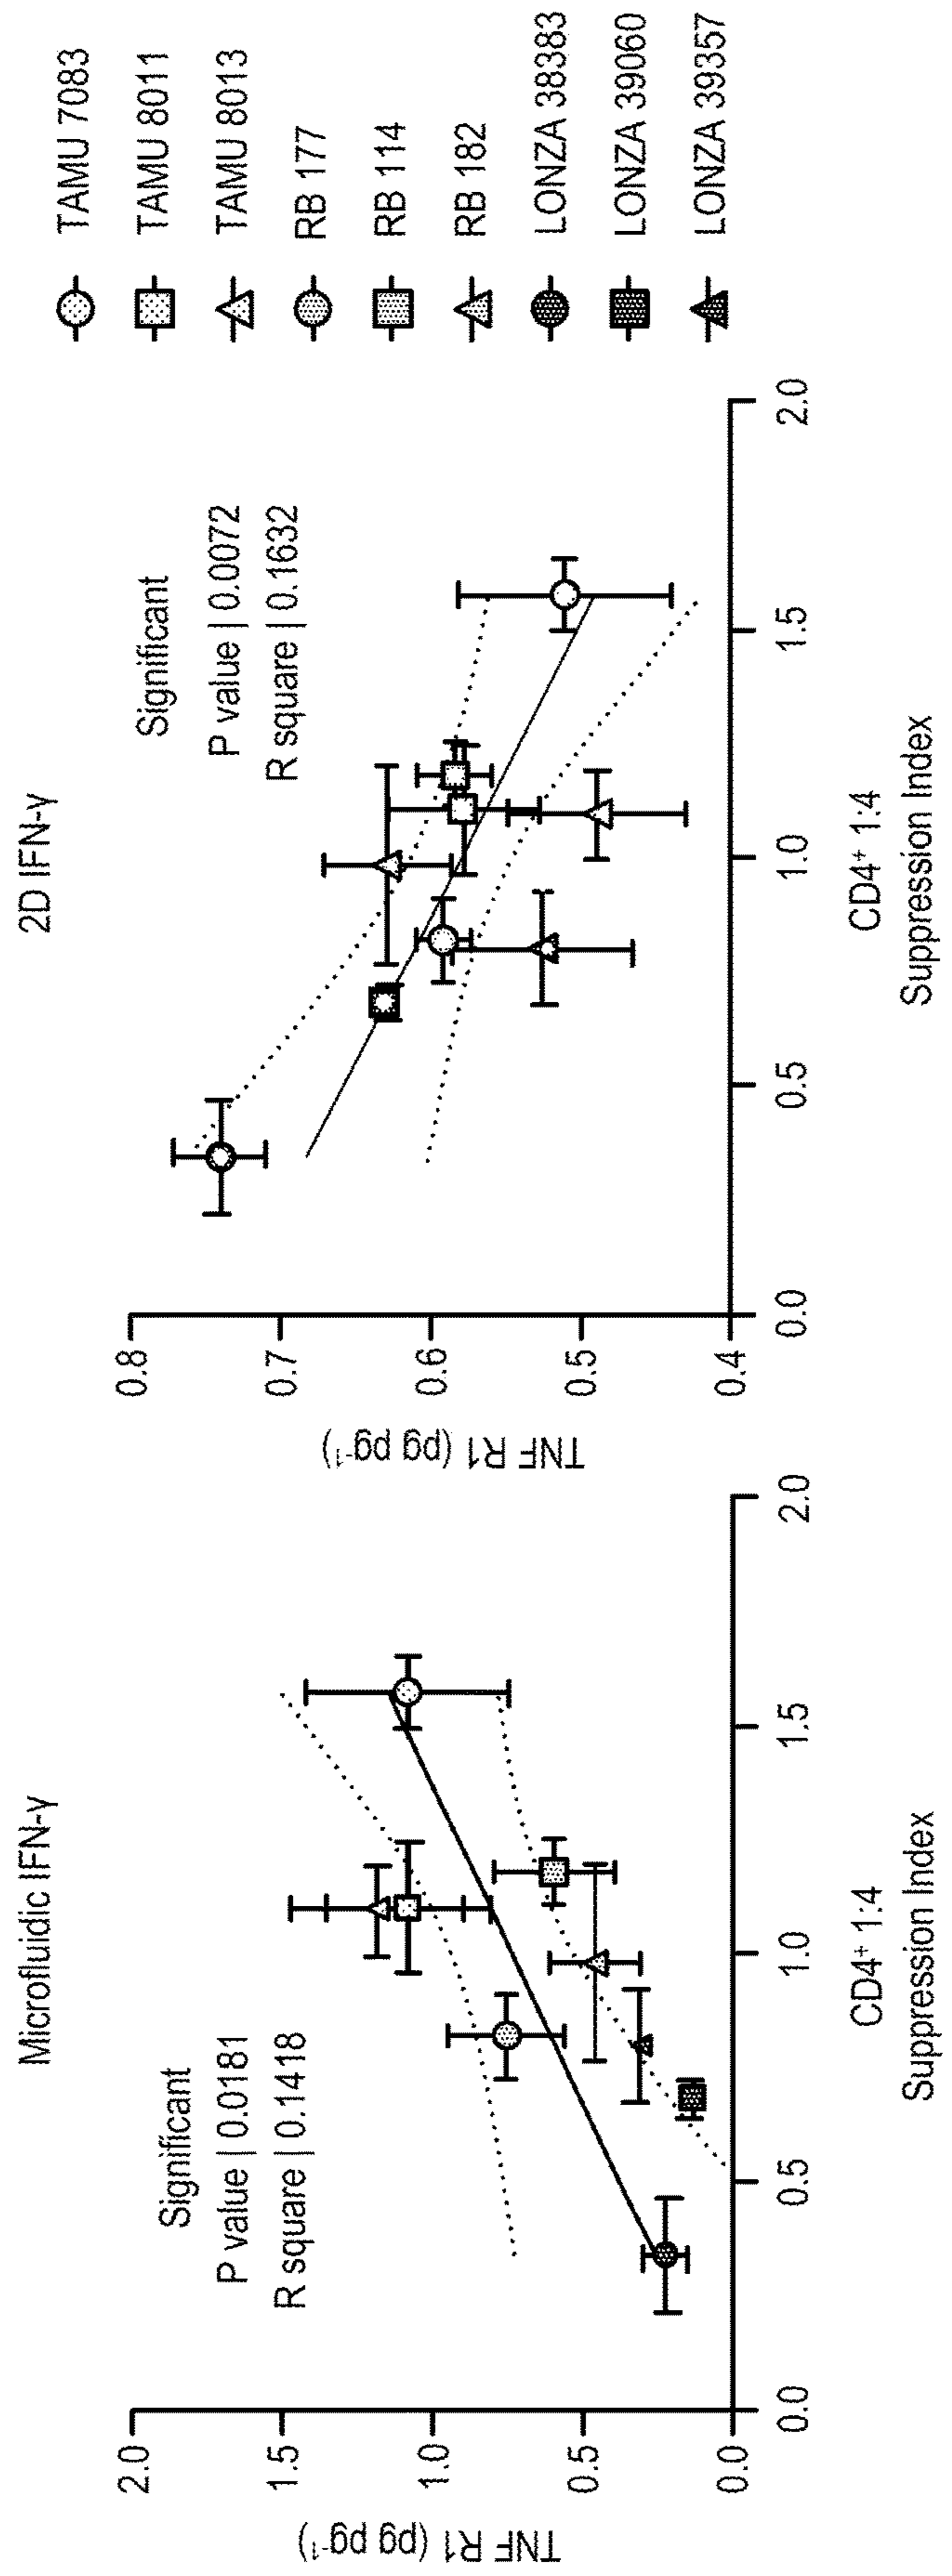 Microfluidic IFN-γ
Significant
P value | 0.0181
R square | 0.1418
TNF R1 (pg pg⁻¹)
2.0
1.5
1.0
0.5
0.0
0.0
0.5
1.0
1.5
2.0
CD4⁺ 1:4
Suppression Index
2D IFN-γ
Significant
P value | 0.0072
R square | 0.1632
TNF R1 (pg pg⁻¹)
0.8
0.7
0.6
0.5
0.4
0.0
0.5
1.0
1.5
2.0
CD4⁺ 1:4
Suppression Index
TAMU 7083
TAMU 8011
TAMU 8013
RB 177
RB 114
RB 182
LONZA 38383
LONZA 39060
LONZA 39357